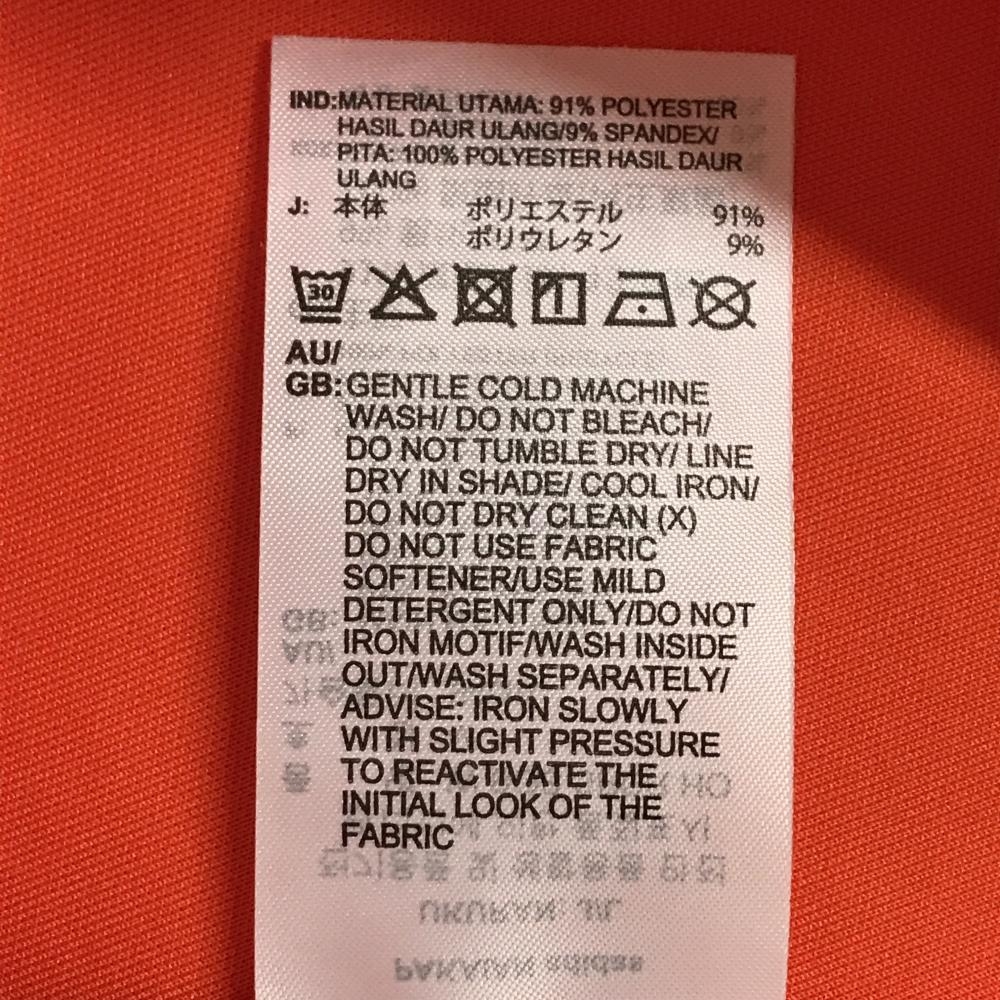 IND:MATERIAL UTAMA: 91% POLYESTER
HASIL DAUR ULANG/9% SPANDEX/
PITA: 100% POLYESTER HASIL DAUR
ULANG
J: 本体 ポリエステル 91%
ポリウレタン 9%
30
AU/
GB:GENTLE COLD MACHINE
WASH/ DO NOT BLEACH/
DO NOT TUMBLE DRY/ LINE
DRY IN SHADE/ COOL IRON/
DO NOT DRY CLEAN (X)
DO NOT USE FABRIC
SOFTENER/USE MILD
DETERGENT ONLY/DO NOT
IRON MOTIF/WASH INSIDE
OUT/WASH SEPARATELY/
ADVISE: IRON SLOWLY
WITH SLIGHT PRESSURE
TO REACTIVATE THE
INITIAL LOOK OF THE
FABRIC
UKURAN: J/L
PAKAIAN adidas